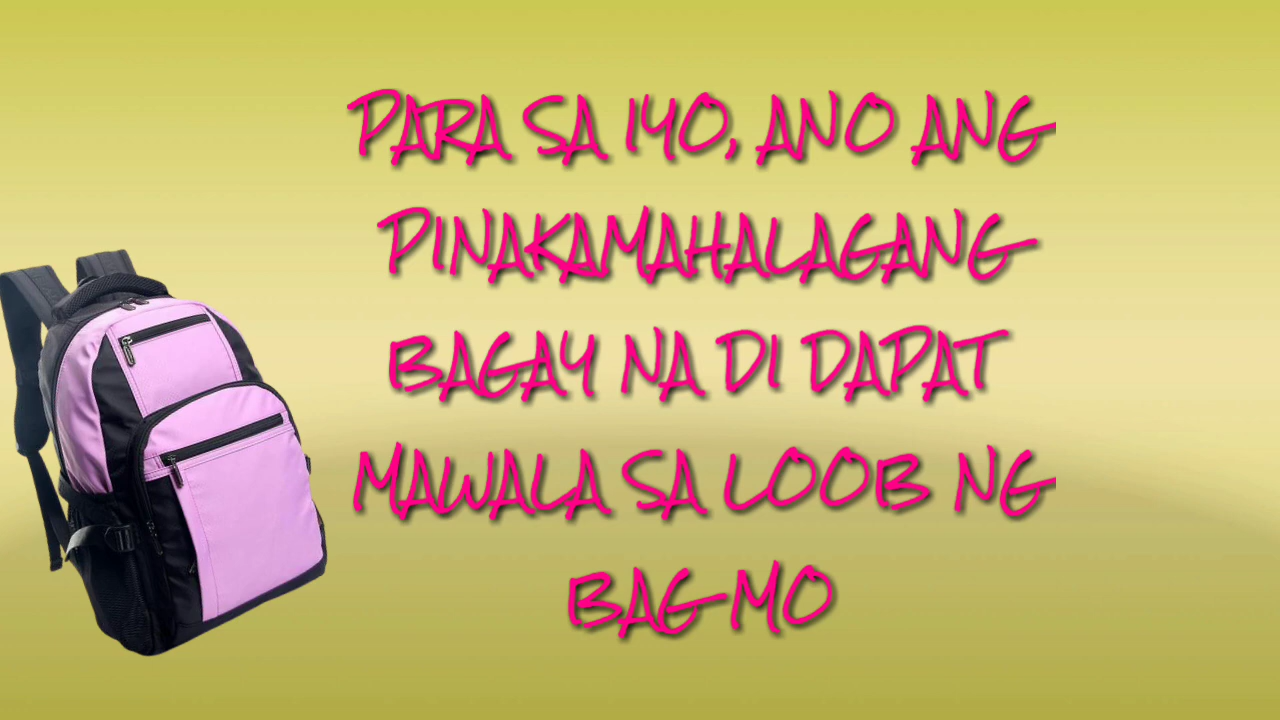 PARA SA IYO, ANO ANG
PINAKAMAHALAGANG
BAGAY NA DI DAPAT
MAWALA SA LOOB NG
BAG MO